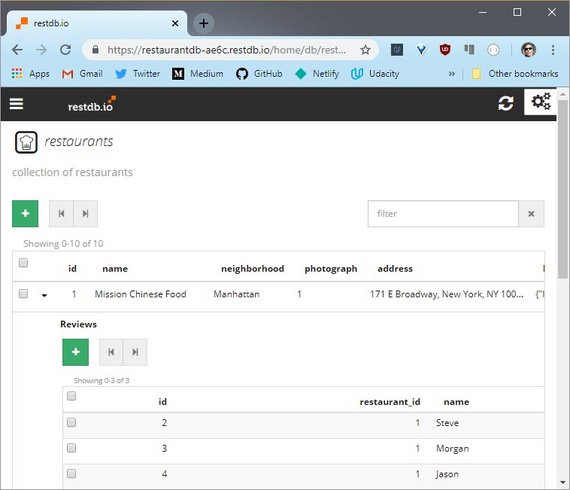 restdb.io
https://restaurantdb-ae6c.restdb.io/home/db/rest...
Apps Gmail Twitter Medium GitHub Netlify Udacity » Other bookmarks
restdb.io
restaurants
collection of restaurants
filter
Showing 0-10 of 10
id name neighborhood photograph address
1 Mission Chinese Food Manhattan 1 171 E Broadway, New York, NY 100... {"l
Reviews
Showing 0-3 of 3
id restaurant_id name
2 1 Steve
3 1 Morgan
4 1 Jason